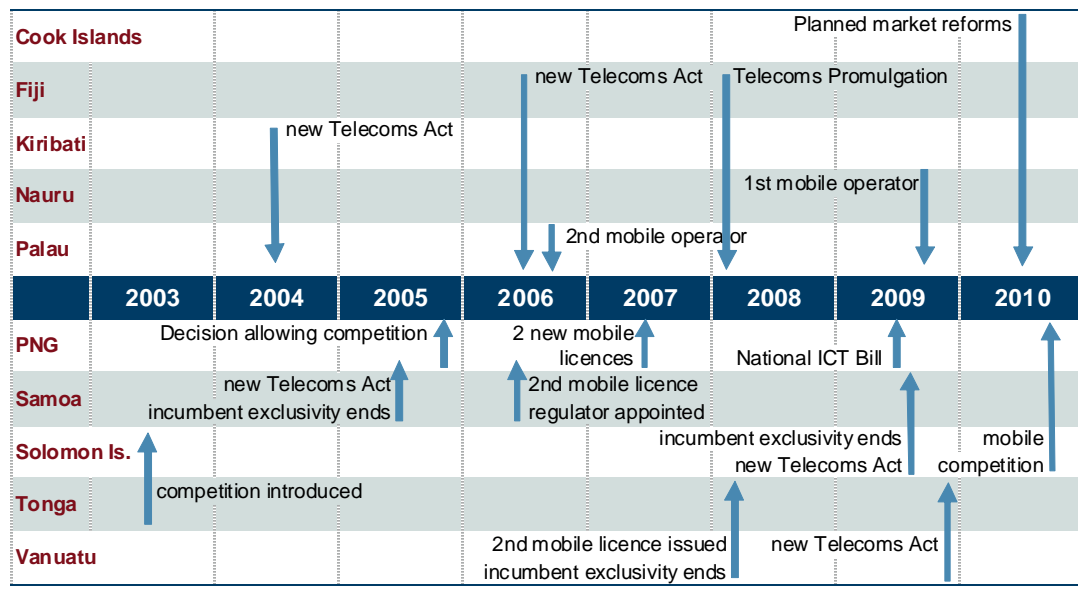 Planned market reforms
Cook Islands
Fiji
new Telecoms Act
Telecoms Promulgation
Kiribati
new Telecoms Act
Nauru
1st mobile operator
Palau
2nd mobile operator
2003 2004 2005 2006 2007 2008 2009 2010
PNG
Decision allowing competition
2 new mobile
licences
National ICT Bill
Samoa
new Telecoms Act
incumbent exclusivity ends
2nd mobile licence
regulator appointed
Solomon Is.
incumbent exclusivity ends
new Telecoms Act
mobile
competition
Tonga
competition introduced
Vanuatu
2nd mobile licence issued
incumbent exclusivity ends
new Telecoms Act